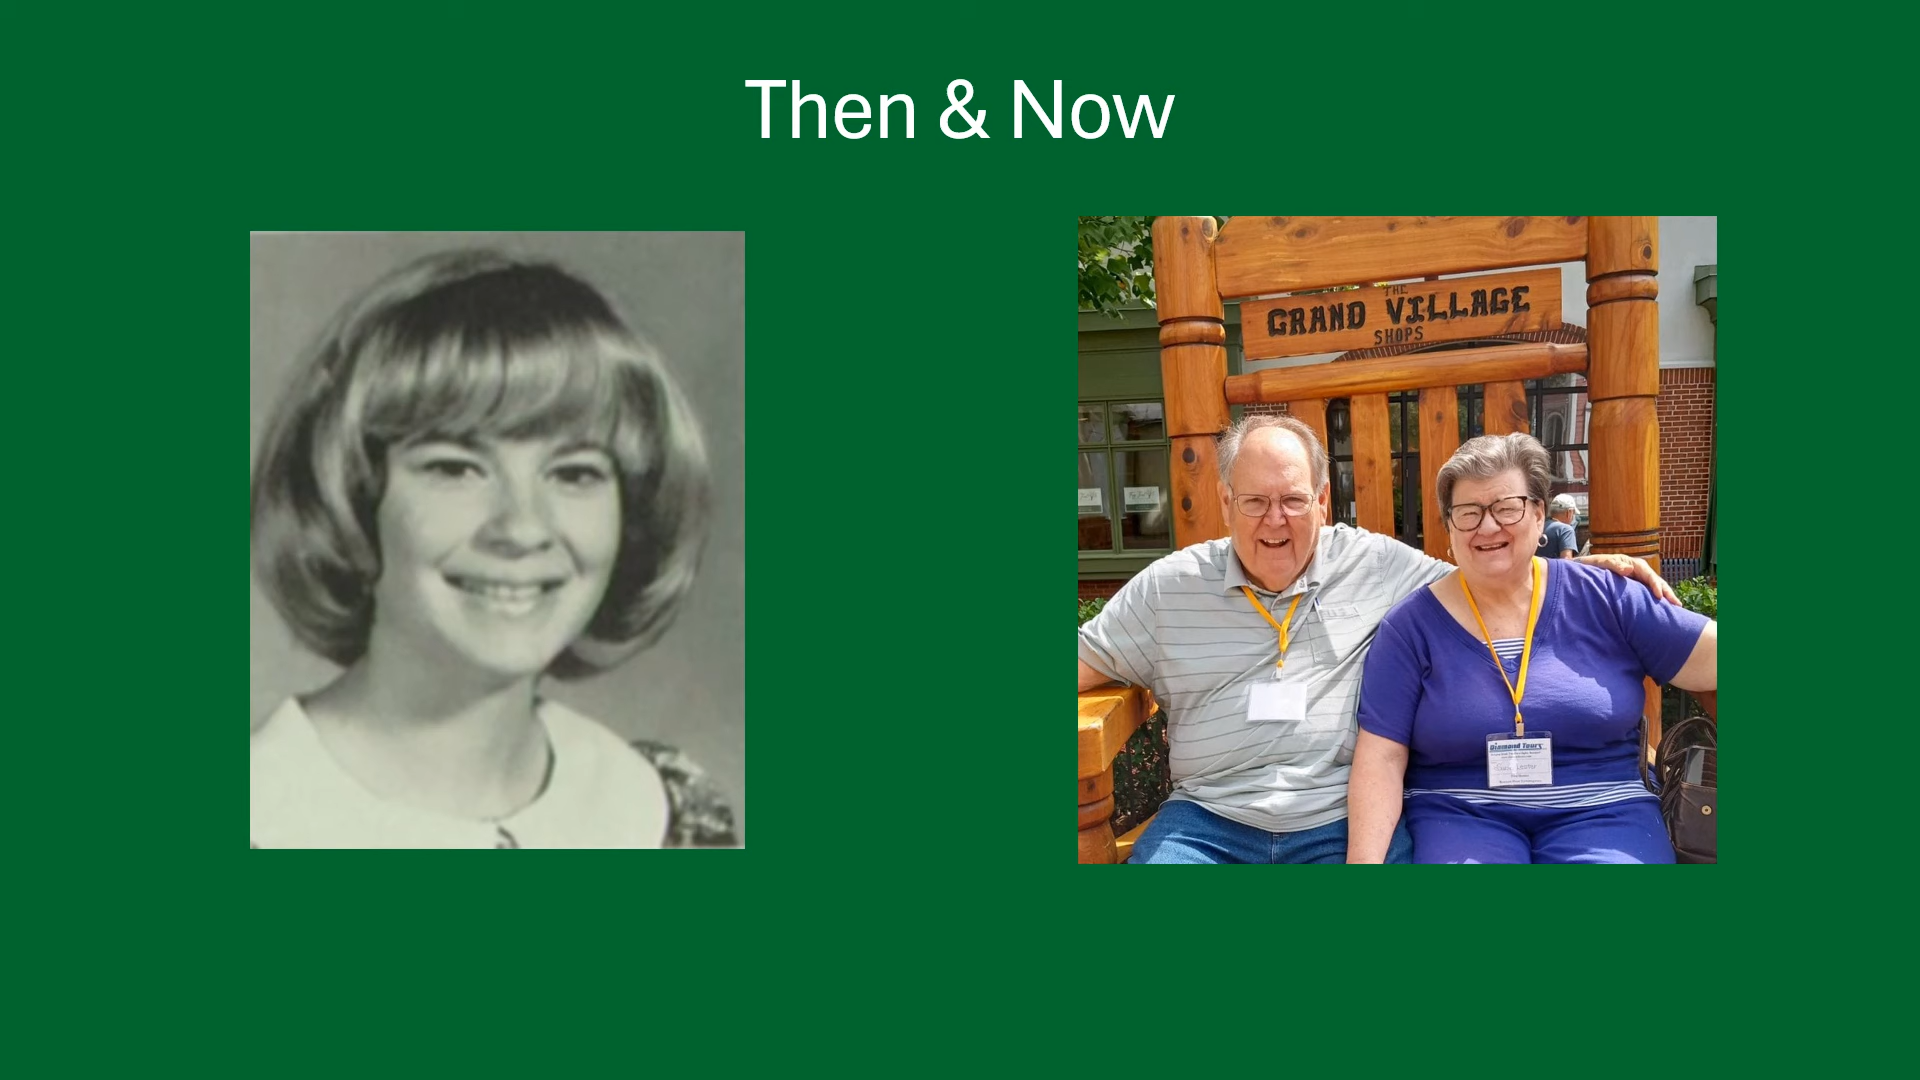 Then & Now
THE
GRAND VILLAGE
SHOPS
Diamond Tours